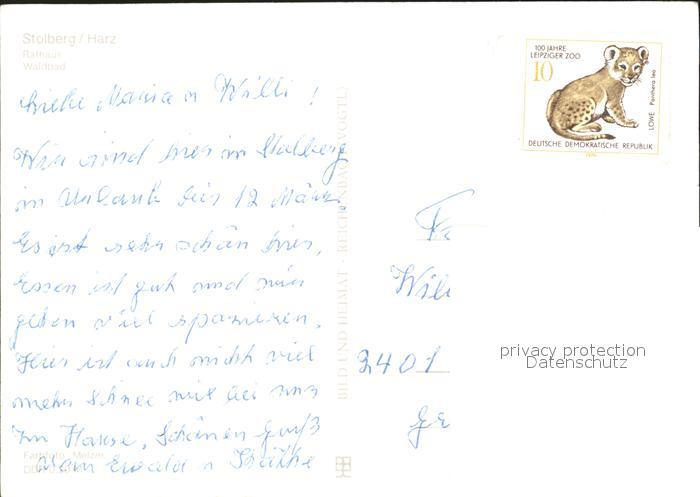 Stolberg / Harz
Rathaus
Waldbad
Liebe Maria u Willi !
Wir sind hier in Stolberg
im Urlaub bis 12 März.
Es ist sehr schön hier,
Essen ist gut und wir
gehen viel spazieren.
Hier ist auch nicht viel
mehr Schnee wie bei uns
zu Hause. Schönen Gruß
Ewald u
Farbfoto: Melzer
BILD UND HEIMAT · REICHENBACH (VOGTL)
100 JAHRE
LEIPZIGER ZOO
10
LÖWE Panthera leo
DEUTSCHE DEMOKRATISCHE REPUBLIK
Fa
Willi
2401
privacy protection
Datenschutz